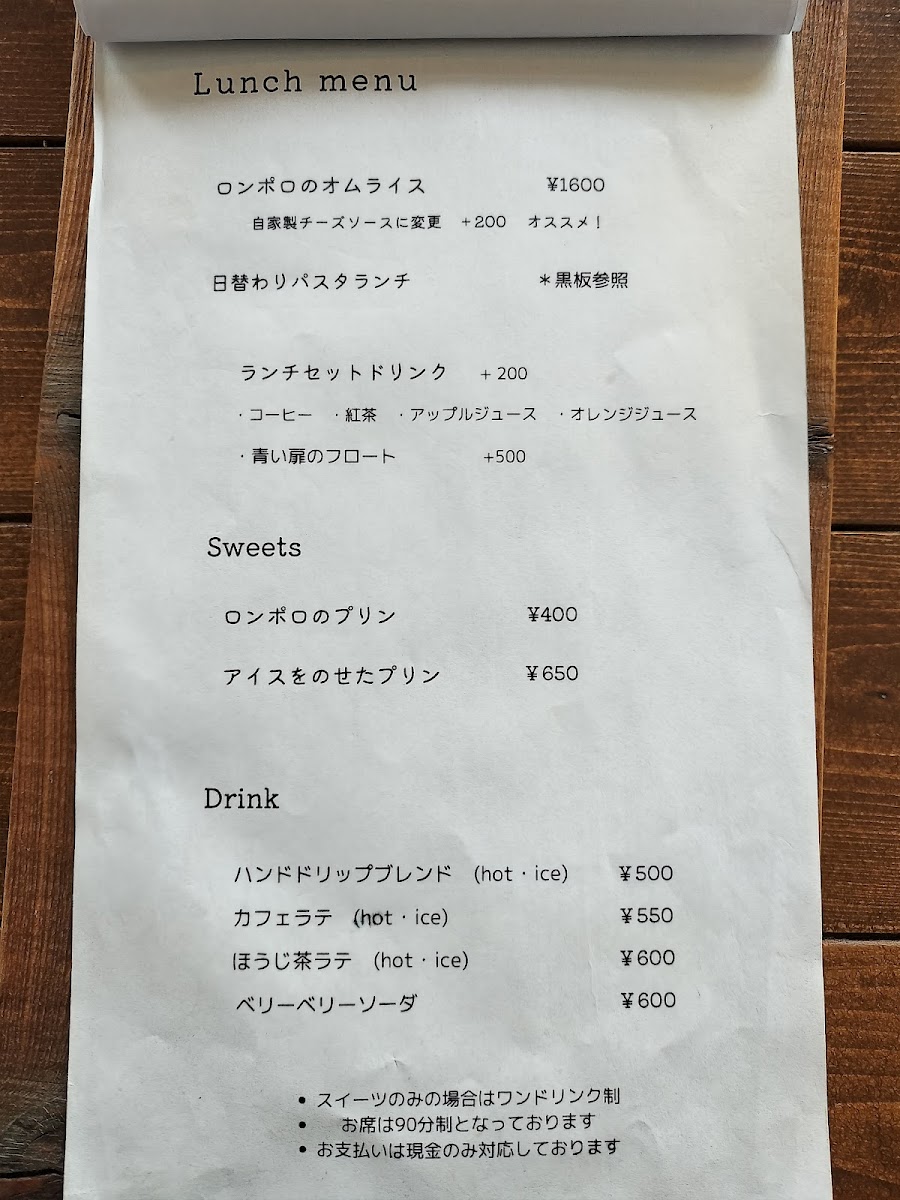 Lunch menu
ロンポロのオムライス ¥1600
自家製チーズソースに変更 +200 オススメ！
日替わりパスタランチ ＊黒板参照
ランチセットドリンク + 200
・コーヒー ・紅茶 ・アップルジュース ・オレンジジュース
・青い扉のフロート +500
Sweets
ロンポロのプリン ¥400
アイスをのせたプリン ¥650
Drink
ハンドドリップブレンド (hot・ice) ¥500
カフェラテ (hot・ice) ¥550
ほうじ茶ラテ (hot・ice) ¥600
ベリーベリーソーダ ¥600
• スイーツのみの場合はワンドリンク制
• お席は90分制となっております
• お支払いは現金のみ対応しております